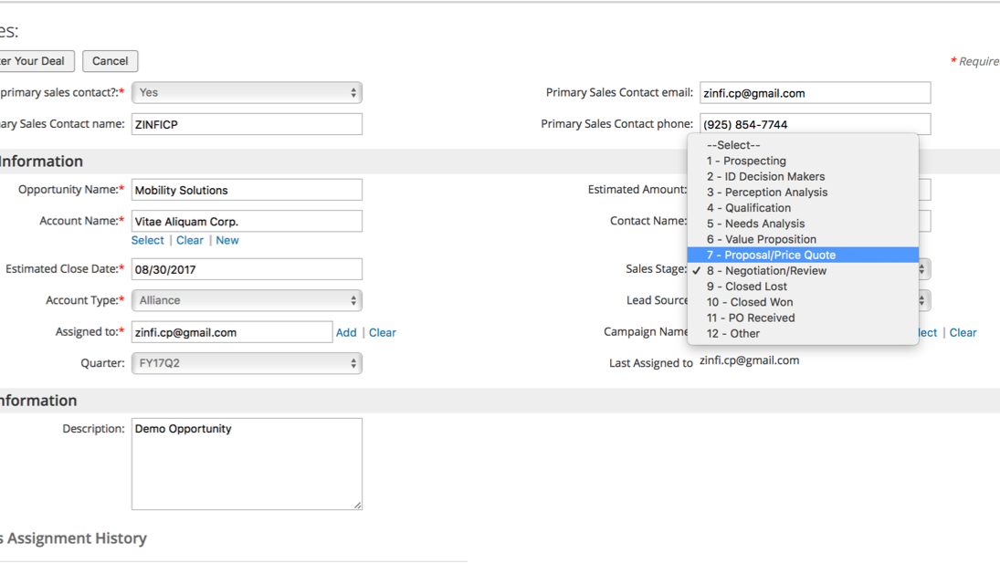 es:
er Your Deal Cancel * Require
primary sales contact?:* Yes Primary Sales Contact email: zinfi.cp@gmail.com
ary Sales Contact name: ZINFICP Primary Sales Contact phone: (925) 854-7744
Information
Opportunity Name:* Mobility Solutions Estimated Amount:
Account Name:* Vitae Aliquam Corp. Contact Name:
Select | Clear | New
Estimated Close Date:* 08/30/2017 Sales Stage:
Account Type:* Alliance Lead Source
Assigned to:* zinfi.cp@gmail.com Add | Clear Campaign Name lect | Clear
Quarter: FY17Q2 Last Assigned to zinfi.cp@gmail.com
--Select--
1 - Prospecting
2 - ID Decision Makers
3 - Perception Analysis
4 - Qualification
5 - Needs Analysis
6 - Value Proposition
7 - Proposal/Price Quote
✓ 8 - Negotiation/Review
9 - Closed Lost
10 - Closed Won
11 - PO Received
12 - Other
nformation
Description: Demo Opportunity
s Assignment History